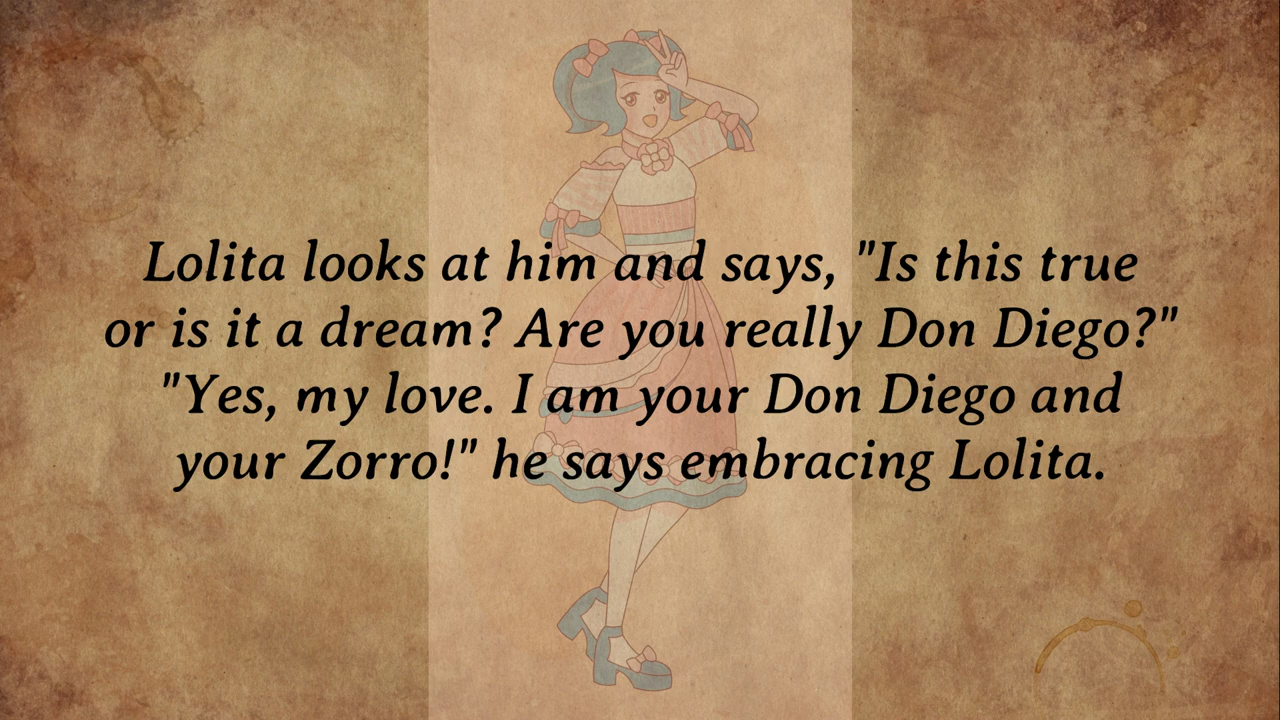 Lolita looks at him and says, "Is this true
or is it a dream? Are you really Don Diego?"
"Yes, my love. I am your Don Diego and
your Zorro!" he says embracing Lolita.